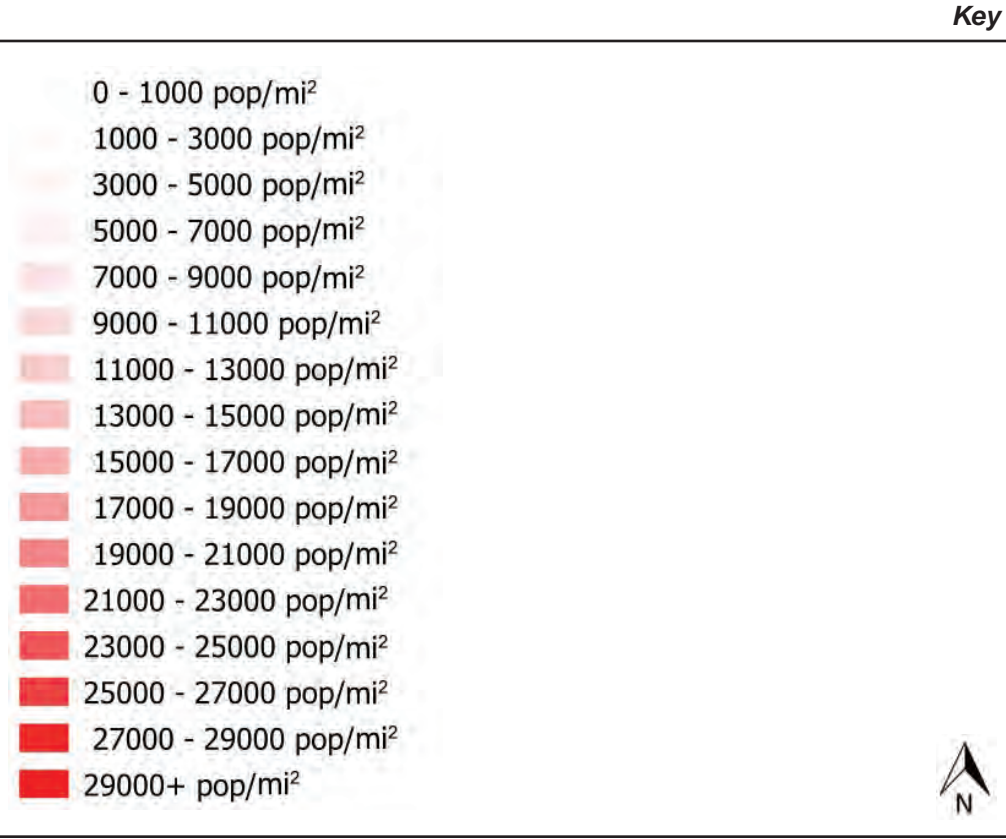 Key
0 - 1000 pop/mi²
1000 - 3000 pop/mi²
3000 - 5000 pop/mi²
5000 - 7000 pop/mi²
7000 - 9000 pop/mi²
9000 - 11000 pop/mi²
11000 - 13000 pop/mi²
13000 - 15000 pop/mi²
15000 - 17000 pop/mi²
17000 - 19000 pop/mi²
19000 - 21000 pop/mi²
21000 - 23000 pop/mi²
23000 - 25000 pop/mi²
25000 - 27000 pop/mi²
27000 - 29000 pop/mi²
29000+ pop/mi²
N